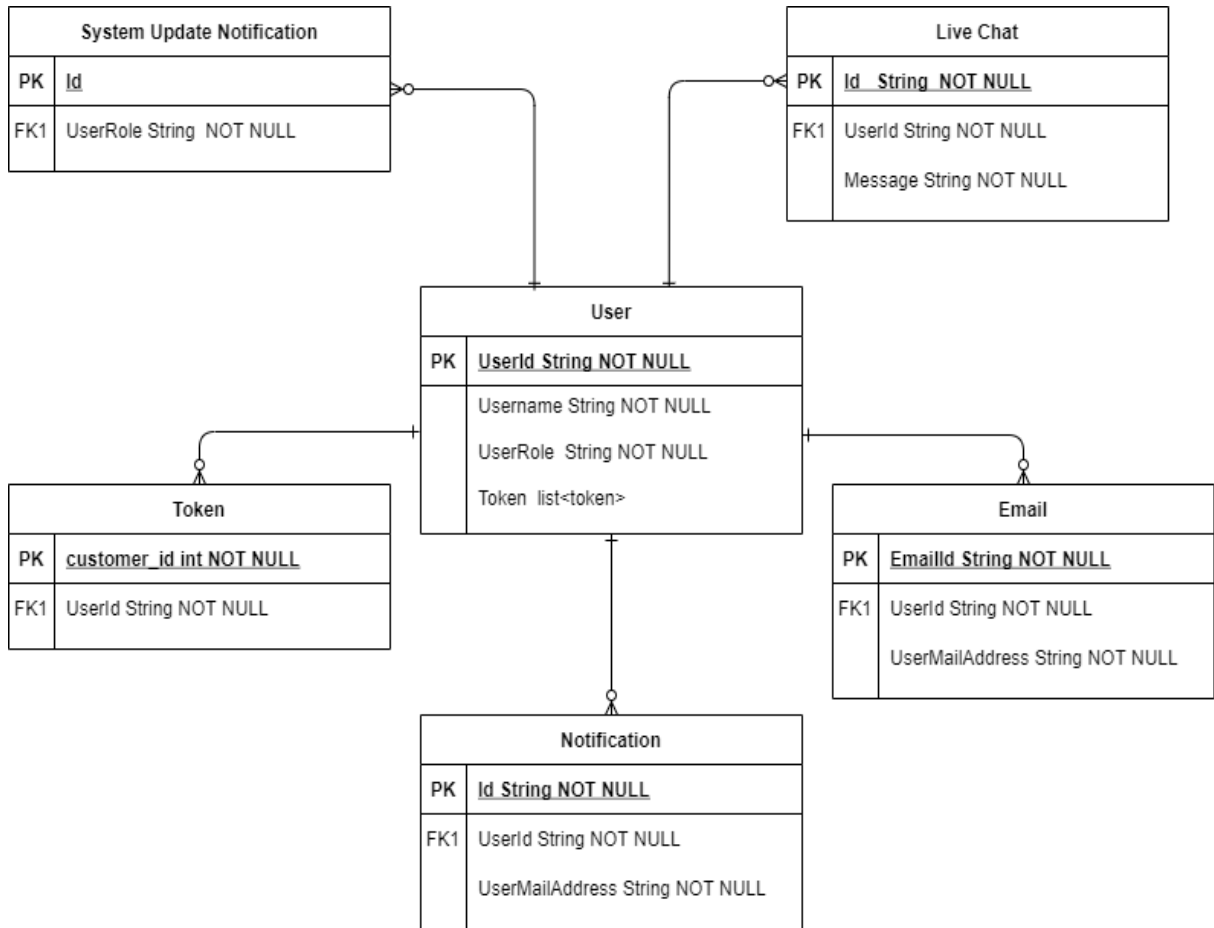 System Update Notification
PK Id
FK1 UserRole String NOT NULL
Live Chat
PK Id String NOT NULL
FK1 UserId String NOT NULL
Message String NOT NULL
User
PK UserId String NOT NULL
Username String NOT NULL
UserRole String NOT NULL
Token list<token>
Token
PK customer_id int NOT NULL
FK1 UserId String NOT NULL
Email
PK EmailId String NOT NULL
FK1 UserId String NOT NULL
UserMailAddress String NOT NULL
Notification
PK Id String NOT NULL
FK1 UserId String NOT NULL
UserMailAddress String NOT NULL